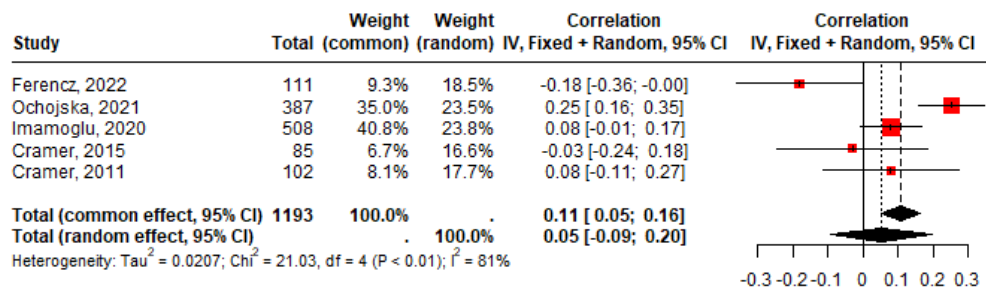 Weight Weight Correlation Correlation
Study Total (common) (random) IV, Fixed + Random, 95% CI IV, Fixed + Random, 95% CI
Ferencz, 2022 111 9.3% 18.5% -0.18 [-0.36; -0.00]
Ochojska, 2021 387 35.0% 23.5% 0.25 [ 0.16; 0.35]
Imamoglu, 2020 508 40.8% 23.8% 0.08 [-0.01; 0.17]
Cramer, 2015 85 6.7% 16.6% -0.03 [-0.24; 0.18]
Cramer, 2011 102 8.1% 17.7% 0.08 [-0.11; 0.27]
Total (common effect, 95% CI) 1193 100.0% . 0.11 [ 0.05; 0.16]
Total (random effect, 95% CI) . 100.0% 0.05 [-0.09; 0.20]
Heterogeneity: Tau² = 0.0207; Chi² = 21.03, df = 4 (P < 0.01); I² = 81%
-0.3 -0.2 -0.1 0 0.1 0.2 0.3